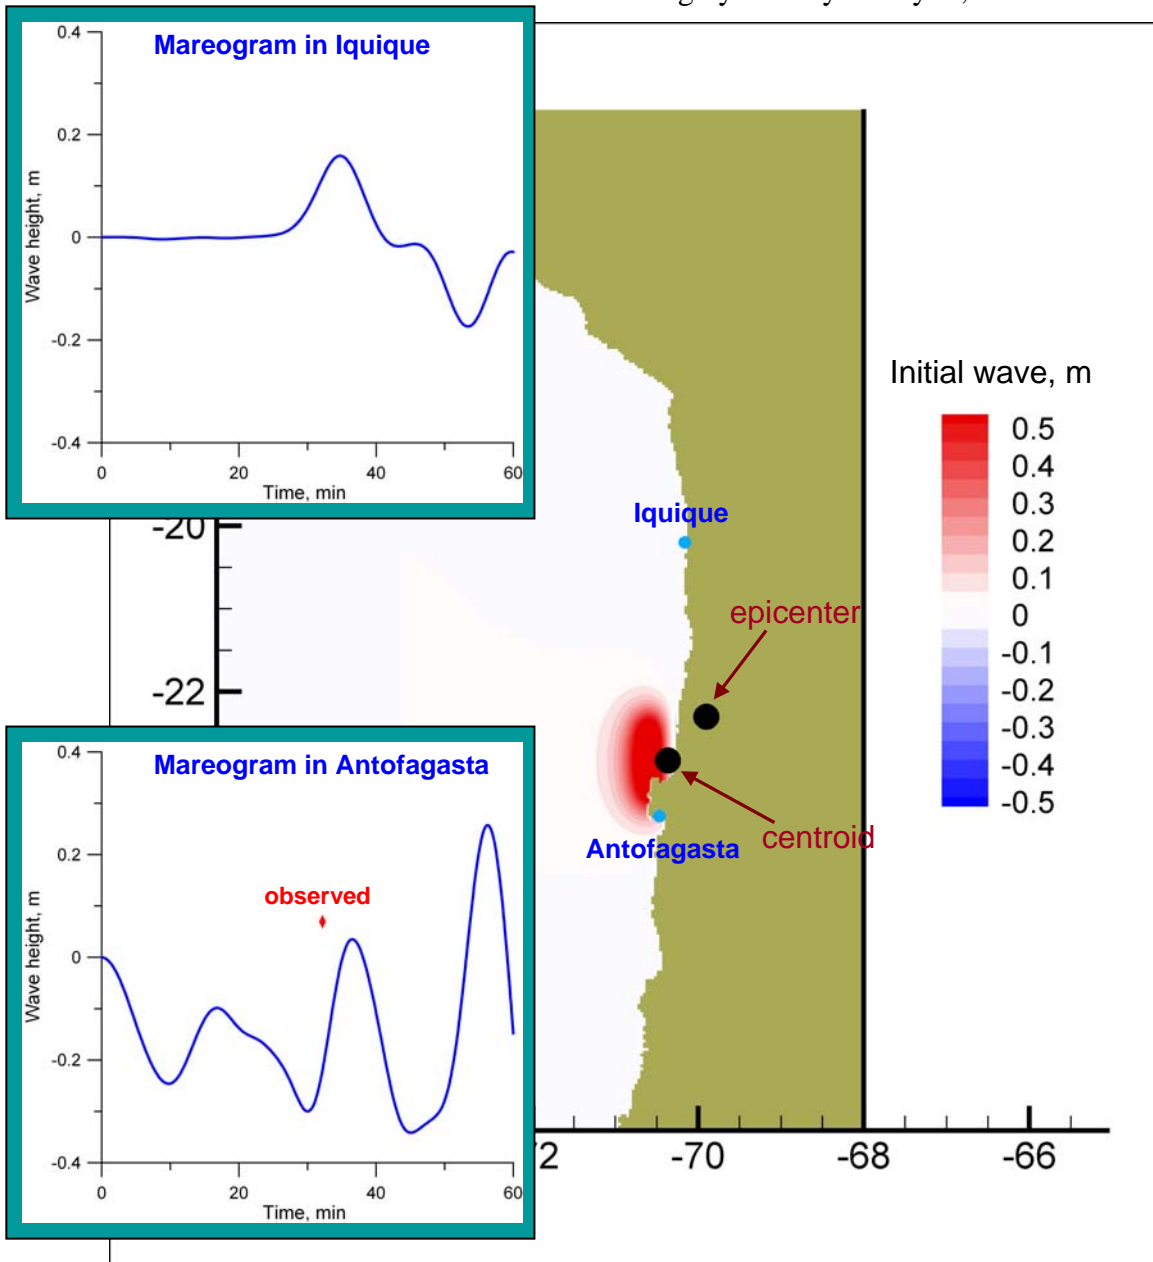 Mareogram in Iquique
0.4
0.2
0
-0.2
-0.4
Wave height, m
0
20
40
60
Time, min
Initial wave, m
0.5
0.4
0.3
0.2
0.1
0
-0.1
-0.2
-0.3
-0.4
-0.5
-20
Iquique
epicenter
-22
centroid
Antofagasta
Mareogram in Antofagasta
0.4
0.2
0
-0.2
-0.4
Wave height, m
observed
0
20
40
60
Time, min
-70
-68
-66